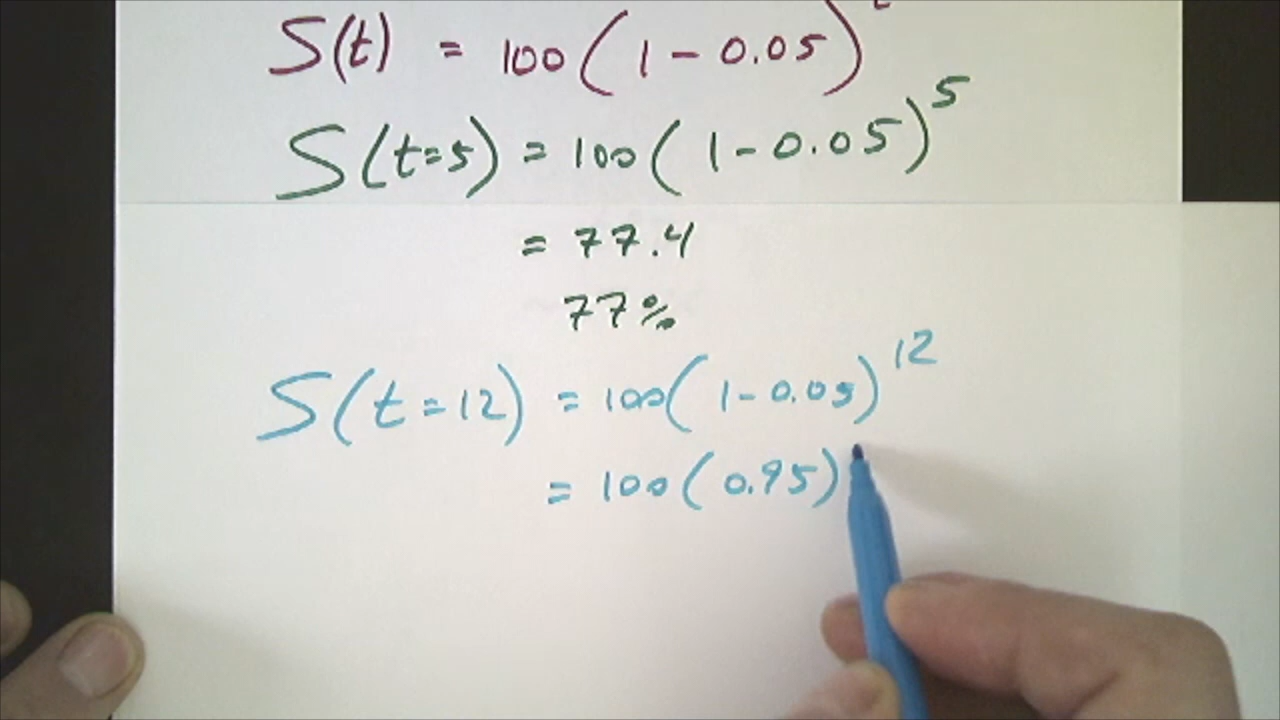 S(t) = 100(1 - 0.05)
S(t=5) = 100(1 - 0.05)^5
= 77.4
77%
S(t=12) = 100(1 - 0.05)^12
= 100(0.95)